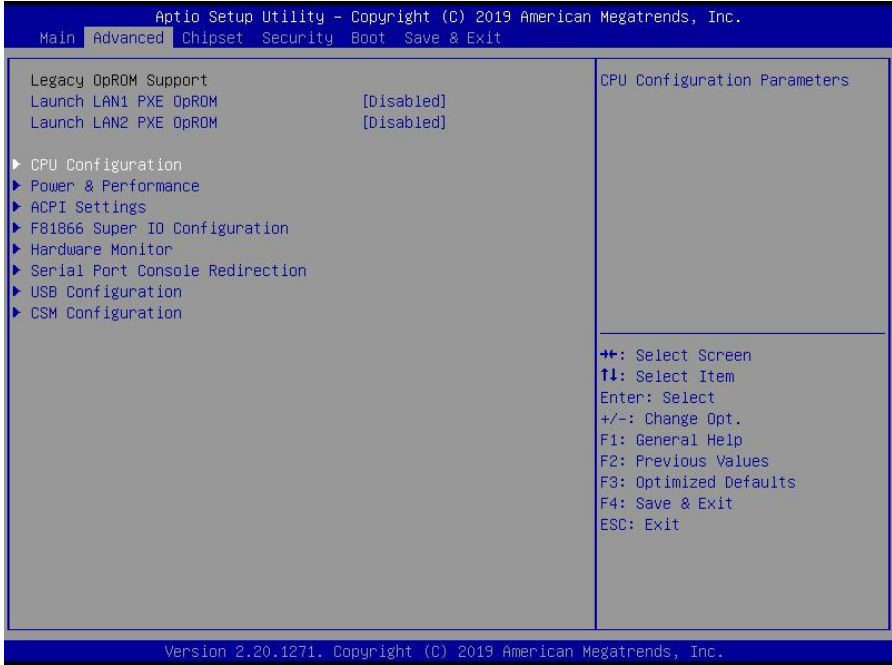 Aptio Setup Utility – Copyright (C) 2019 American Megatrends, Inc.
Main Advanced Chipset Security Boot Save & Exit
Legacy OpROM Support
Launch LAN1 PXE OpROM [Disabled]
Launch LAN2 PXE OpROM [Disabled]
CPU Configuration
Power & Performance
ACPI Settings
F81866 Super IO Configuration
Hardware Monitor
Serial Port Console Redirection
USB Configuration
CSM Configuration
CPU Configuration Parameters
→←: Select Screen
↑↓: Select Item
Enter: Select
+/-: Change Opt.
F1: General Help
F2: Previous Values
F3: Optimized Defaults
F4: Save & Exit
ESC: Exit
Version 2.20.1271. Copyright (C) 2019 American Megatrends, Inc.